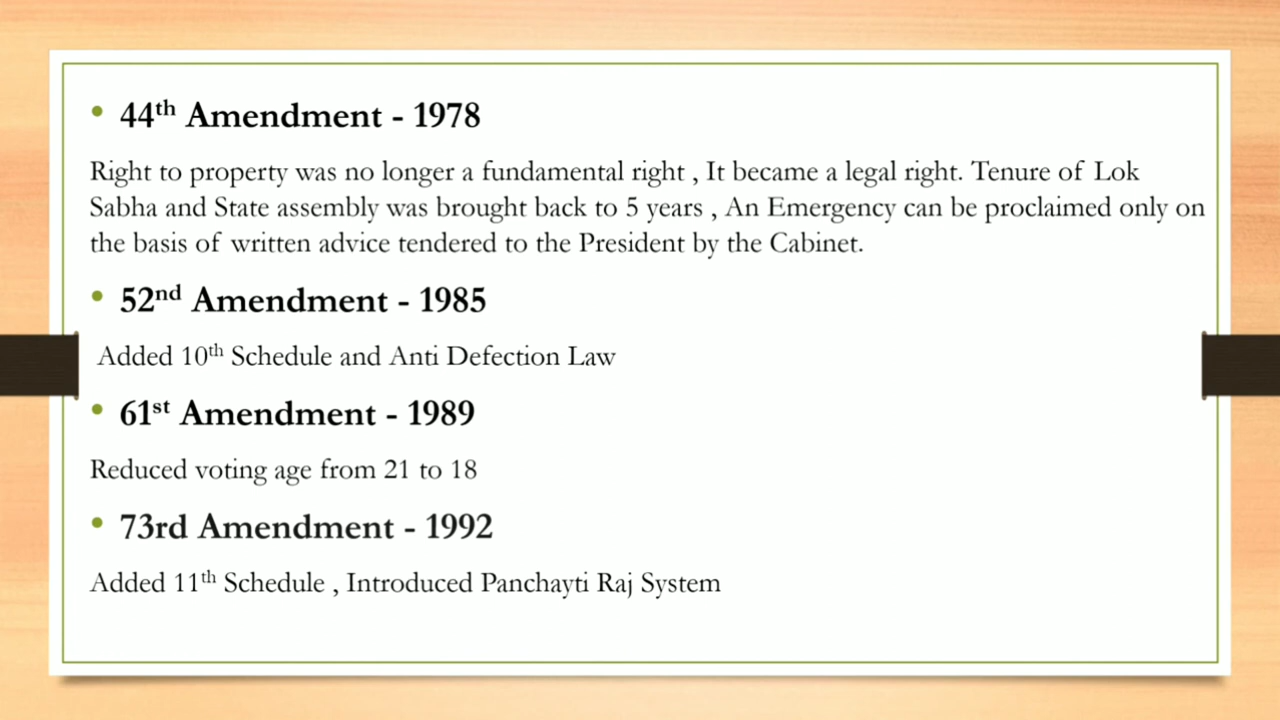 • 44th Amendment - 1978
Right to property was no longer a fundamental right , It became a legal right. Tenure of Lok
Sabha and State assembly was brought back to 5 years , An Emergency can be proclaimed only on
the basis of written advice tendered to the President by the Cabinet.
• 52nd Amendment - 1985
Added 10th Schedule and Anti Defection Law
• 61st Amendment - 1989
Reduced voting age from 21 to 18
• 73rd Amendment - 1992
Added 11th Schedule , Introduced Panchayti Raj System